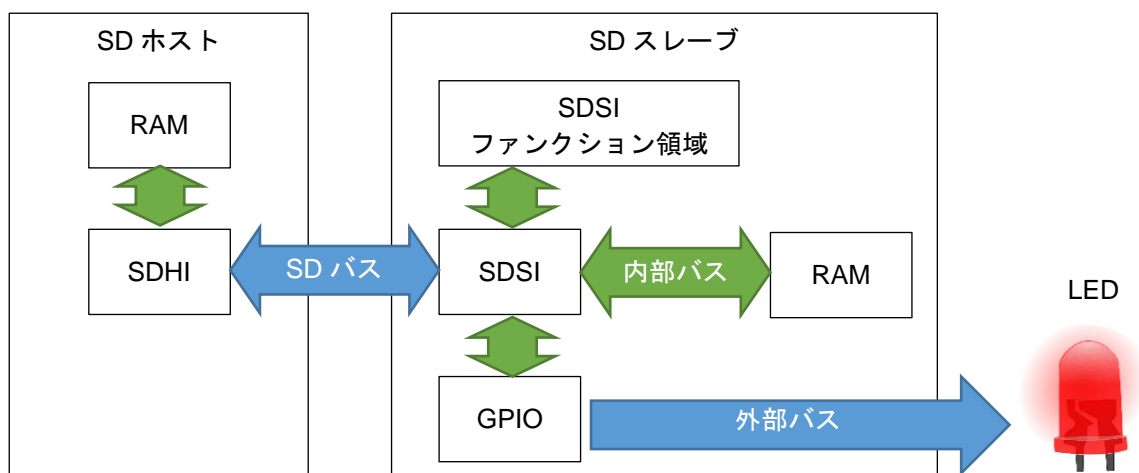 SD ホスト
RAM
SDHI
SD バス
SD スレーブ
SDSI
ファンクション領域
SDSI
内部バス
RAM
GPIO
外部バス
LED